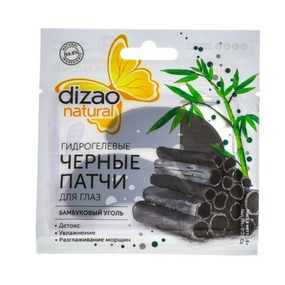 dizao
natural
ГИДРОГЕЛЕВЫЕ
ЧЕРНЫЕ
ПАТЧИ
ДЛЯ ГЛАЗ
БАМБУКОВЫЙ УГОЛЬ
• Детокс
• Увлажнение
• Разглаживание морщин